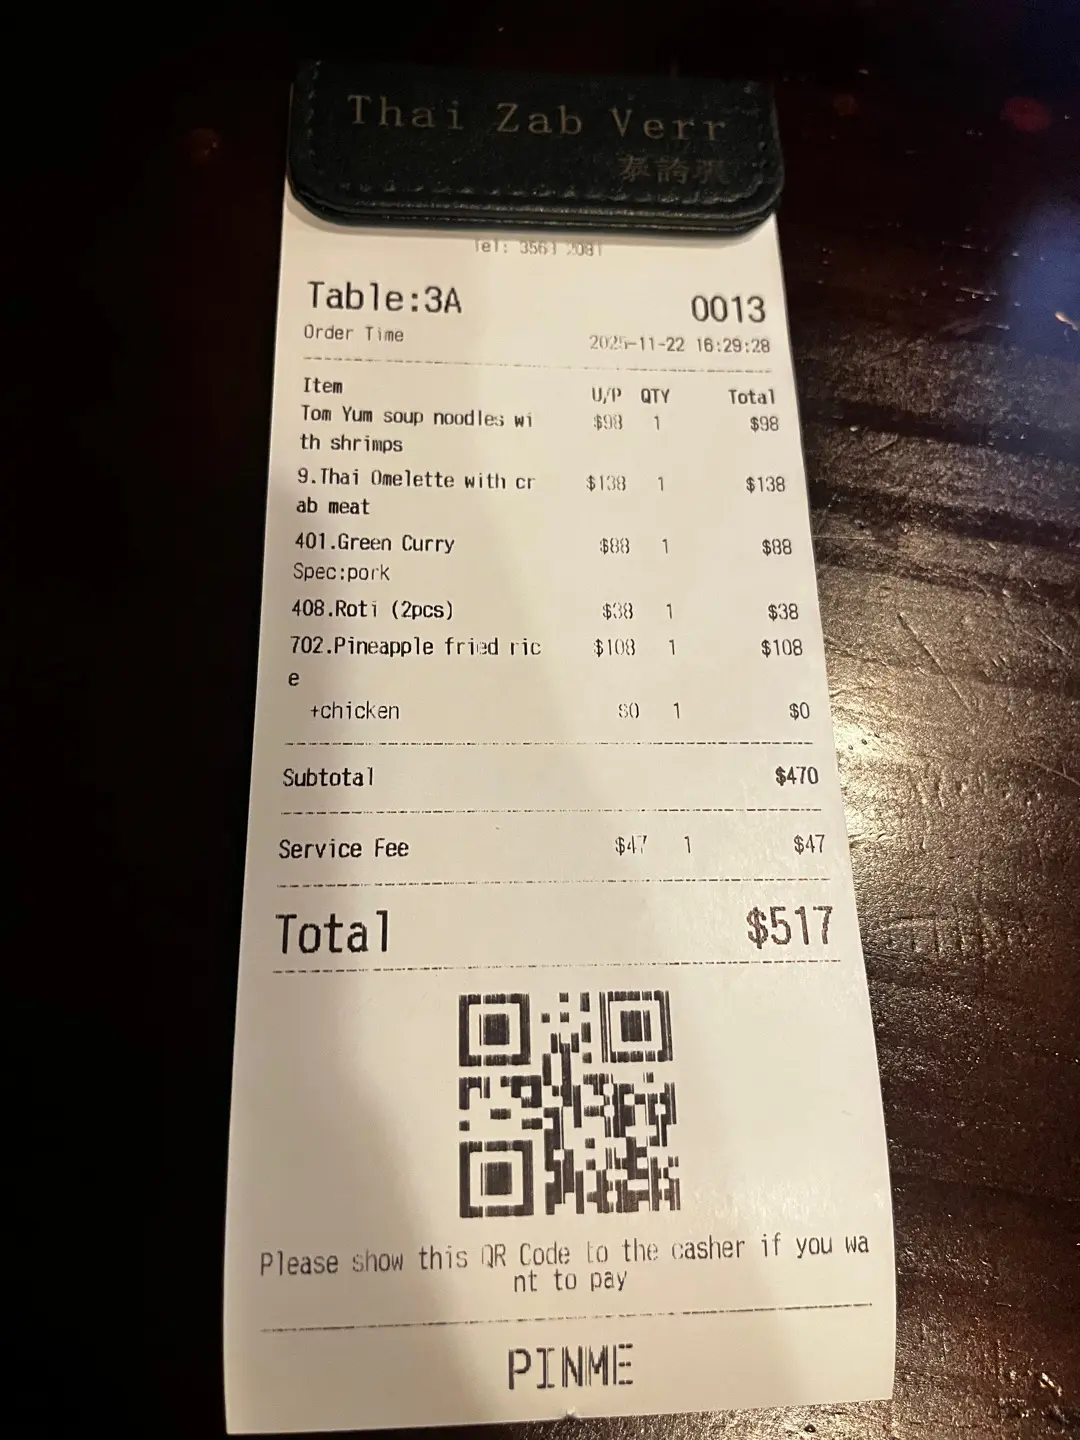 Thai Zab Verr
Tel: 3563 2081
Table:3A 0013
Order Time 2025-11-22 16:29:28
Item U/P QTY Total
Tom Yum soup noodles wi $98 1 $98
th shrimps
9.Thai Omelette with cr $138 1 $138
ab meat
401.Green Curry $88 1 $88
Spec:pork
408.Roti (2pcs) $38 1 $38
702.Pineapple fried ric $108 1 $108
e
+chicken $0 1 $0
Subtotal $470
Service Fee $47 1 $47
Total $517
Please show this QR Code to the casher if you wa
nt to pay
PINME